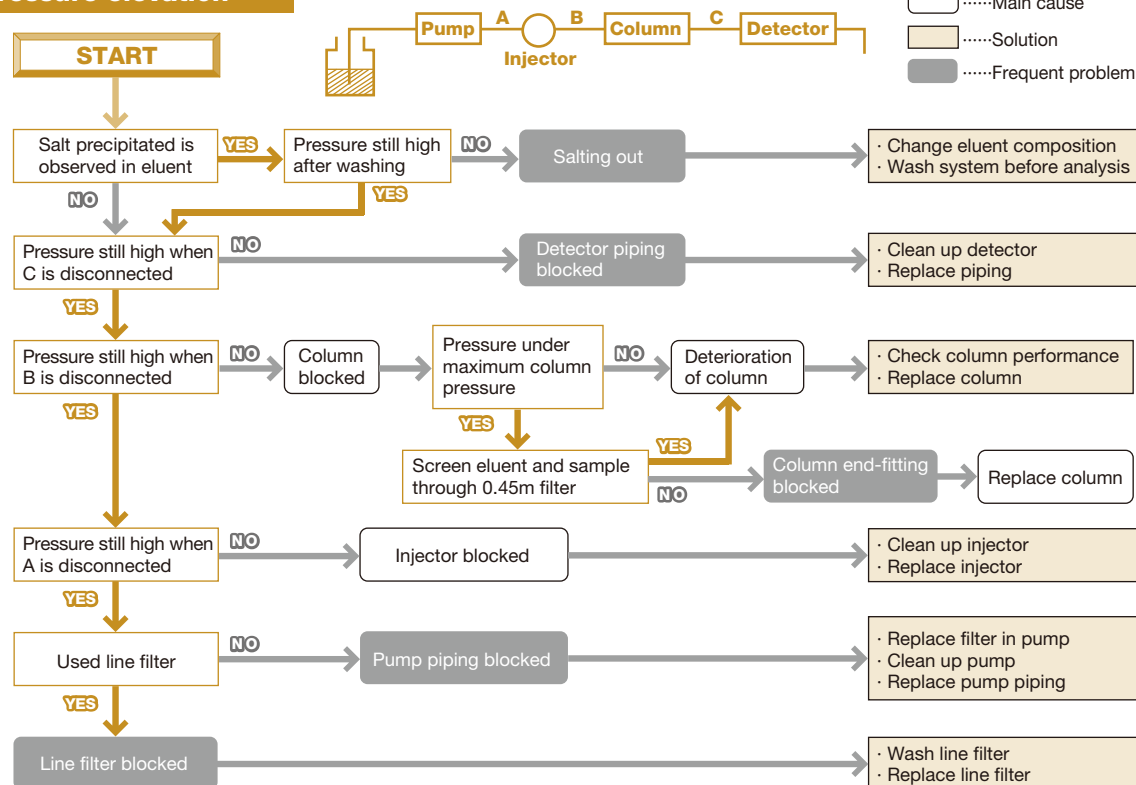 START
Pump
A
Injector
B
Column
C
Detector
Main cause
Solution
Frequent problem
Salt precipitated is
observed in eluent
YES
Pressure still high
after washing
NO
Salting out
· Change eluent composition
· Wash system before analysis
NO
YES
Pressure still high when
C is disconnected
NO
Detector piping
blocked
· Clean up detector
· Replace piping
YES
Pressure still high when
B is disconnected
NO
Column
blocked
Pressure under
maximum column
pressure
NO
Deterioration
of column
· Check column performance
· Replace column
YES
YES
Screen eluent and sample
through 0.45m filter
YES
NO
Column end-fitting
blocked
Replace column
Pressure still high when
A is disconnected
NO
Injector blocked
· Clean up injector
· Replace injector
YES
Used line filter
NO
Pump piping blocked
· Replace filter in pump
· Clean up pump
· Replace pump piping
YES
Line filter blocked
· Wash line filter
· Replace line filter